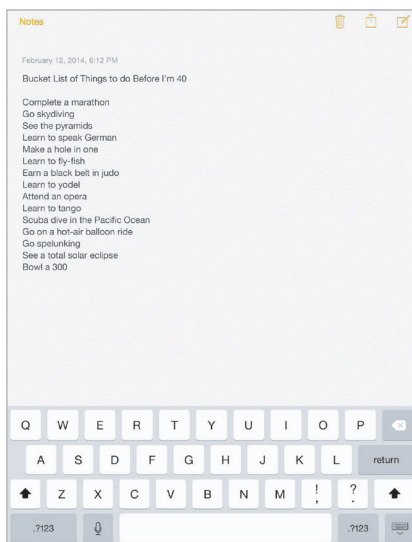 Notes
February 12, 2014, 6:12 PM
Bucket List of Things to do Before I'm 40
Complete a marathon
Go skydiving
See the pyramids
Learn to speak German
Make a hole in one
Learn to fly-fish
Earn a black belt in judo
Learn to yodel
Attend an opera
Learn to tango
Scuba dive in the Pacific Ocean
Go on a hot-air balloon ride
Go spelunking
See a total solar eclipse
Bowl a 300
Q W E R T Y U I O P
A S D F G H J K L return
Z X C V B N M ! , ? .
.?123 .?123